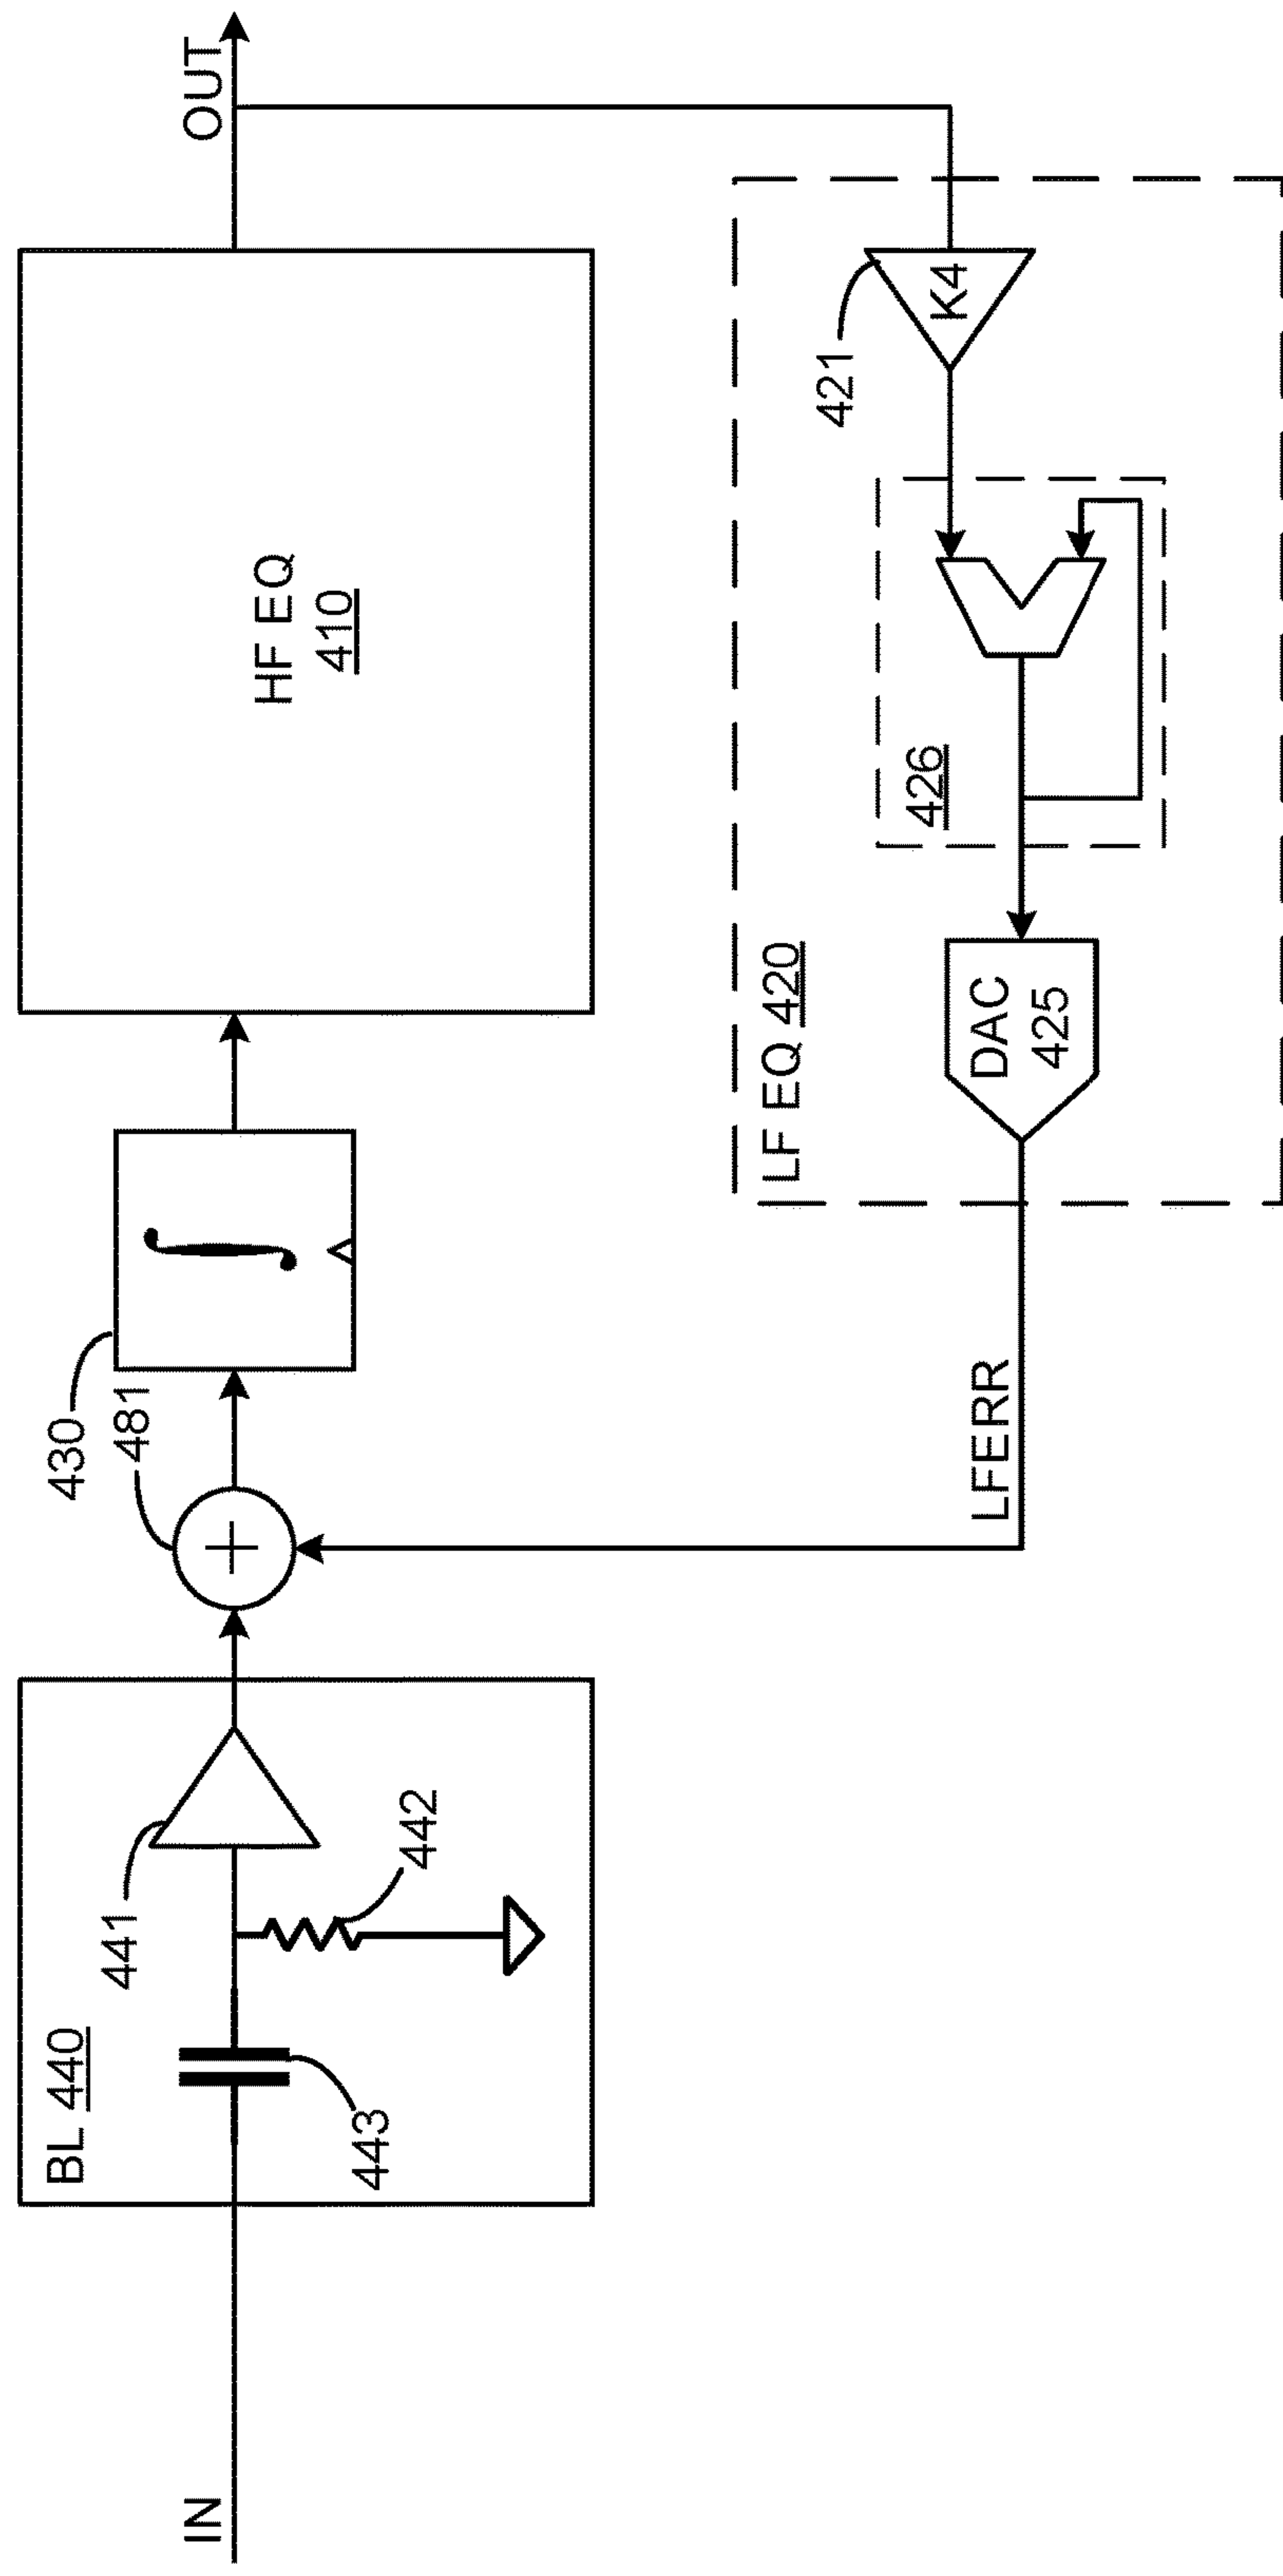 IN
BL 440
443
442
441
481
430
∫
HF EQ
410
OUT
LFERR
LF EQ 420
DAC
425
426
421
K4